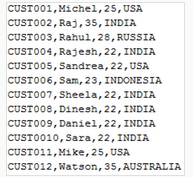 CUST001,Michel,25,USA
CUST002,Raj,35,INDIA
CUST003,Rahul,28,RUSSIA
CUST004,Rajesh,22,INDIA
CUST005,Sandrea,22,USA
CUST006,Sam,23,INDONESIA
CUST007,Sheela,22,INDIA
CUST008,Dinesh,22,INDIA
CUST009,Daniel,22,INDIA
CUST0010,Sara,22,INDIA
CUST011,Mike,25,USA
CUST012,Watson,35,AUSTRALIA